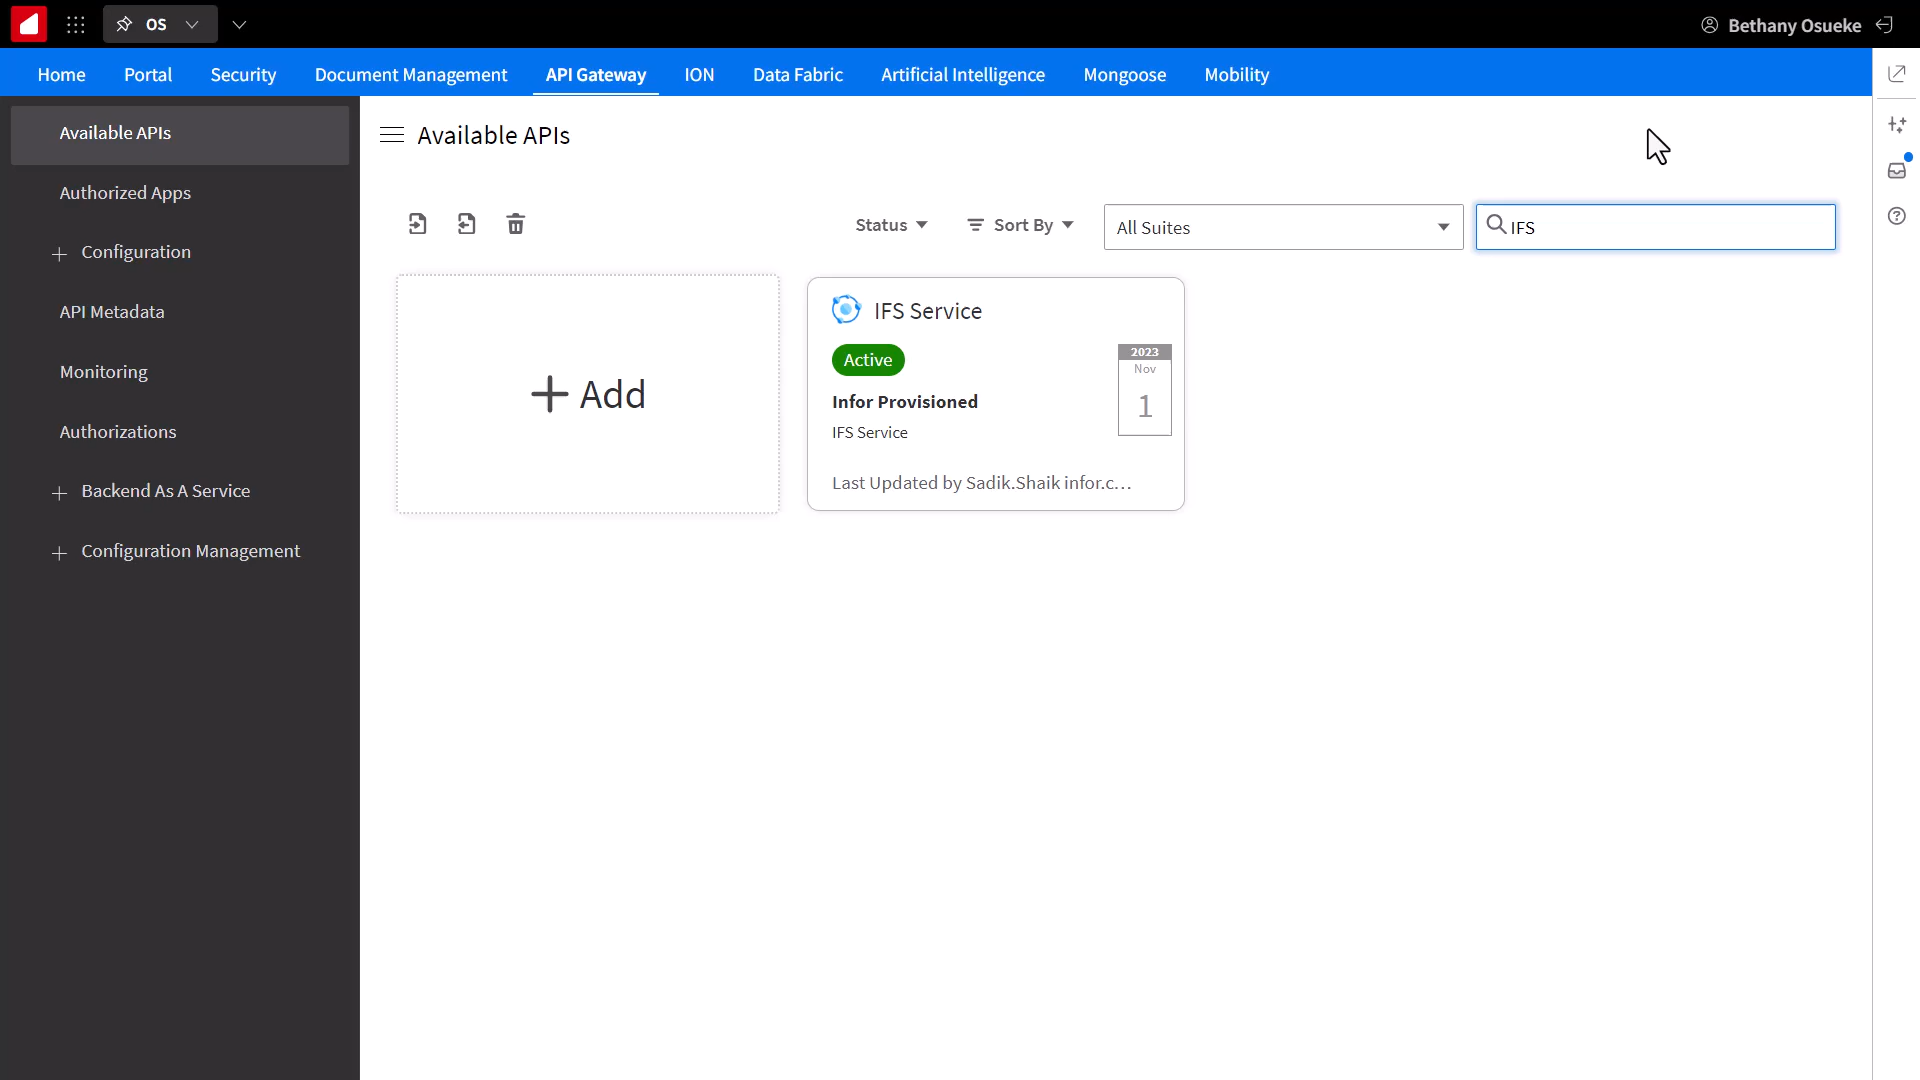 OS
Bethany Osueke
Home Portal Security Document Management API Gateway ION Data Fabric Artificial Intelligence Mongoose Mobility
Available APIs
Authorized Apps
Configuration
API Metadata
Monitoring
Authorizations
Backend As A Service
Configuration Management
Available APIs
Status Sort By All Suites IFS
+ Add
IFS Service
Active
Infor Provisioned
IFS Service
2023
Nov
1
Last Updated by Sadik.Shaik infor.c...